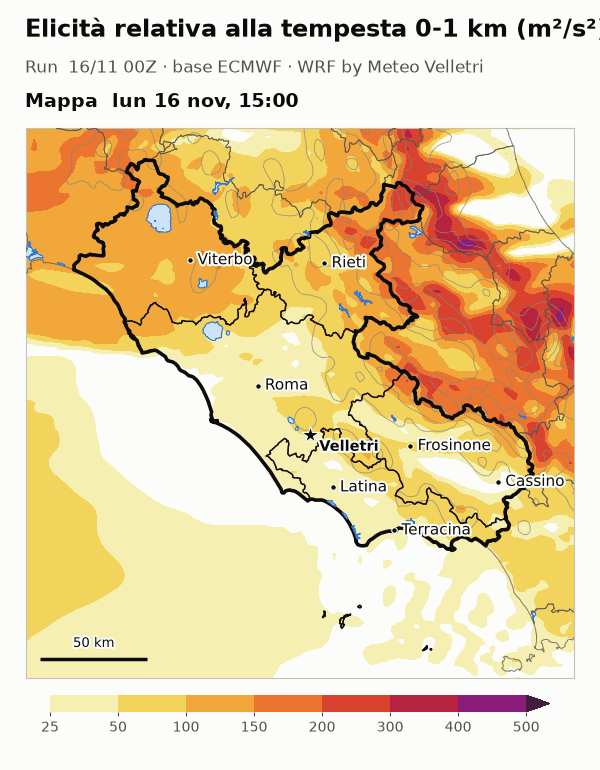 Elicità relativa alla tempesta 0-1 km (m²/s²)
Run 16/11 00Z · base ECMWF · WRF by Meteo Velletri
Mappa lun 16 nov, 15:00
Viterbo
Rieti
Roma
Velletri
Frosinone
Cassino
Latina
Terracina
50 km
25 50 100 150 200 300 400 500